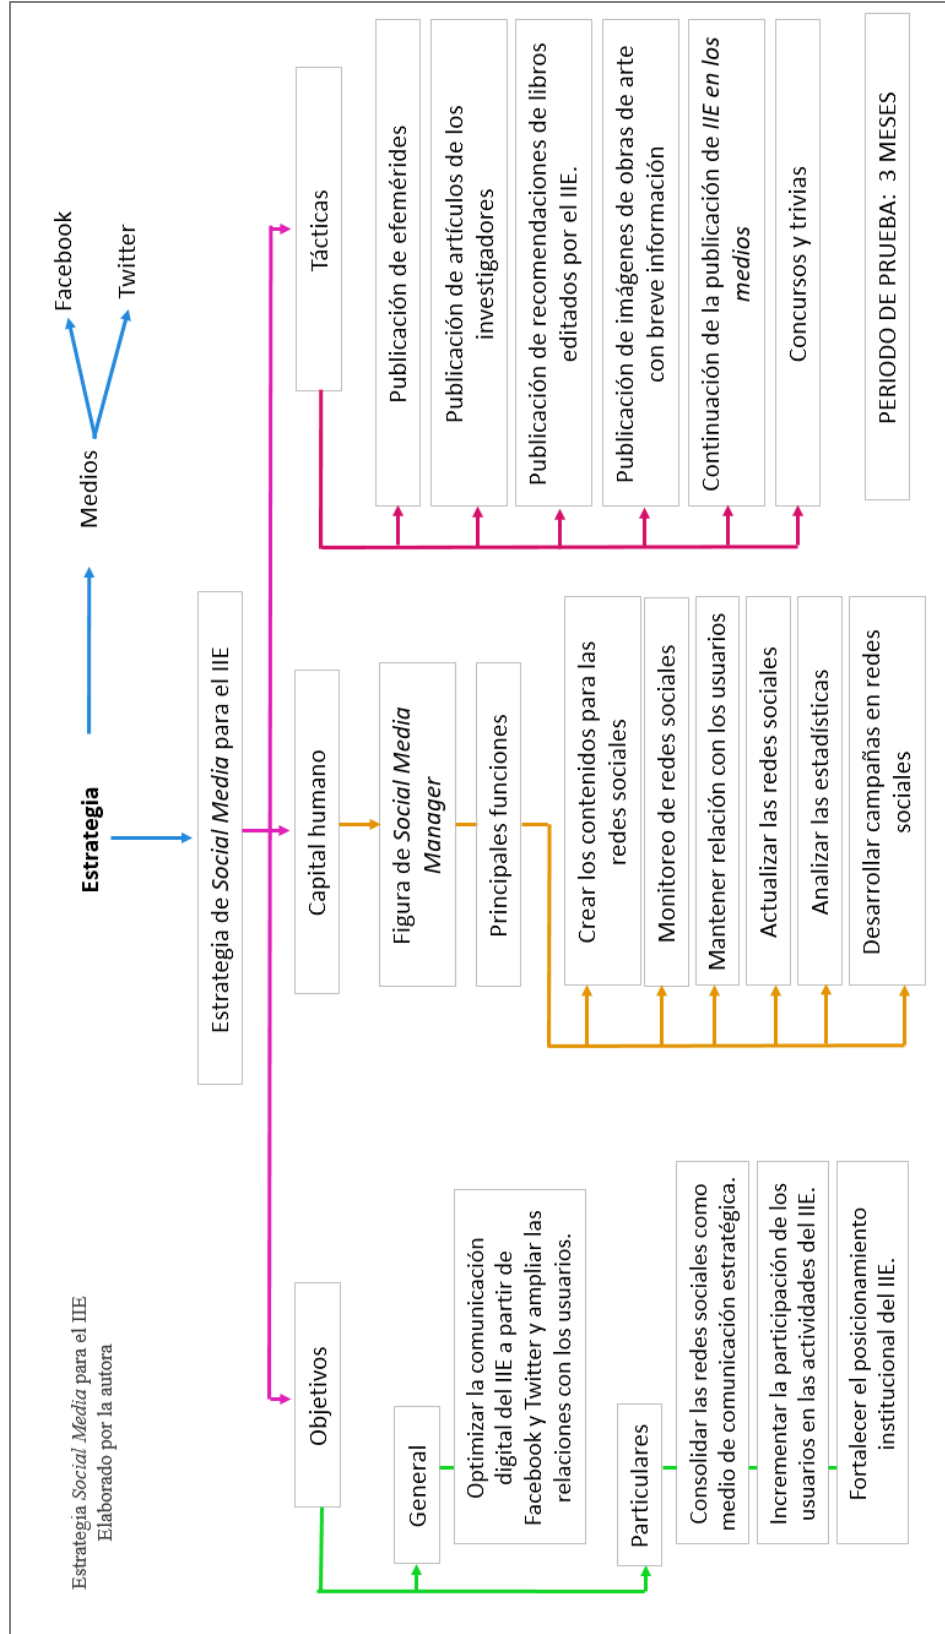 Estrategia Social Media para el IIE
Elaborado por la autora
Estrategia
Medios
Facebook
Twitter
Estrategia de Social Media para el IIE
Objetivos
General
Optimizar la comunicación
digital del IIE a partir de
Facebook y Twitter y ampliar las
relaciones con los usuarios.
Particulares
Consolidar las redes sociales como
medio de comunicación estratégica.
Incrementar la participación de los
usuarios en las actividades del IIE.
Fortalecer el posicionamiento
institucional del IIE.
Capital humano
Figura de Social Media
Manager
Principales funciones
Crear los contenidos para las
redes sociales
Monitoreo de redes sociales
Mantener relación con los usuarios
Actualizar las redes sociales
Analizar las estadísticas
Desarrollar campañas en redes
sociales
Tácticas
Publicación de efemérides
Publicación de artículos de los
investigadores
Publicación de recomendaciones de libros
editados por el IIE.
Publicación de imágenes de obras de arte
con breve información
Continuación de la publicación de IIE en los
medios
Concursos y trivias
PERIODO DE PRUEBA: 3 MESES